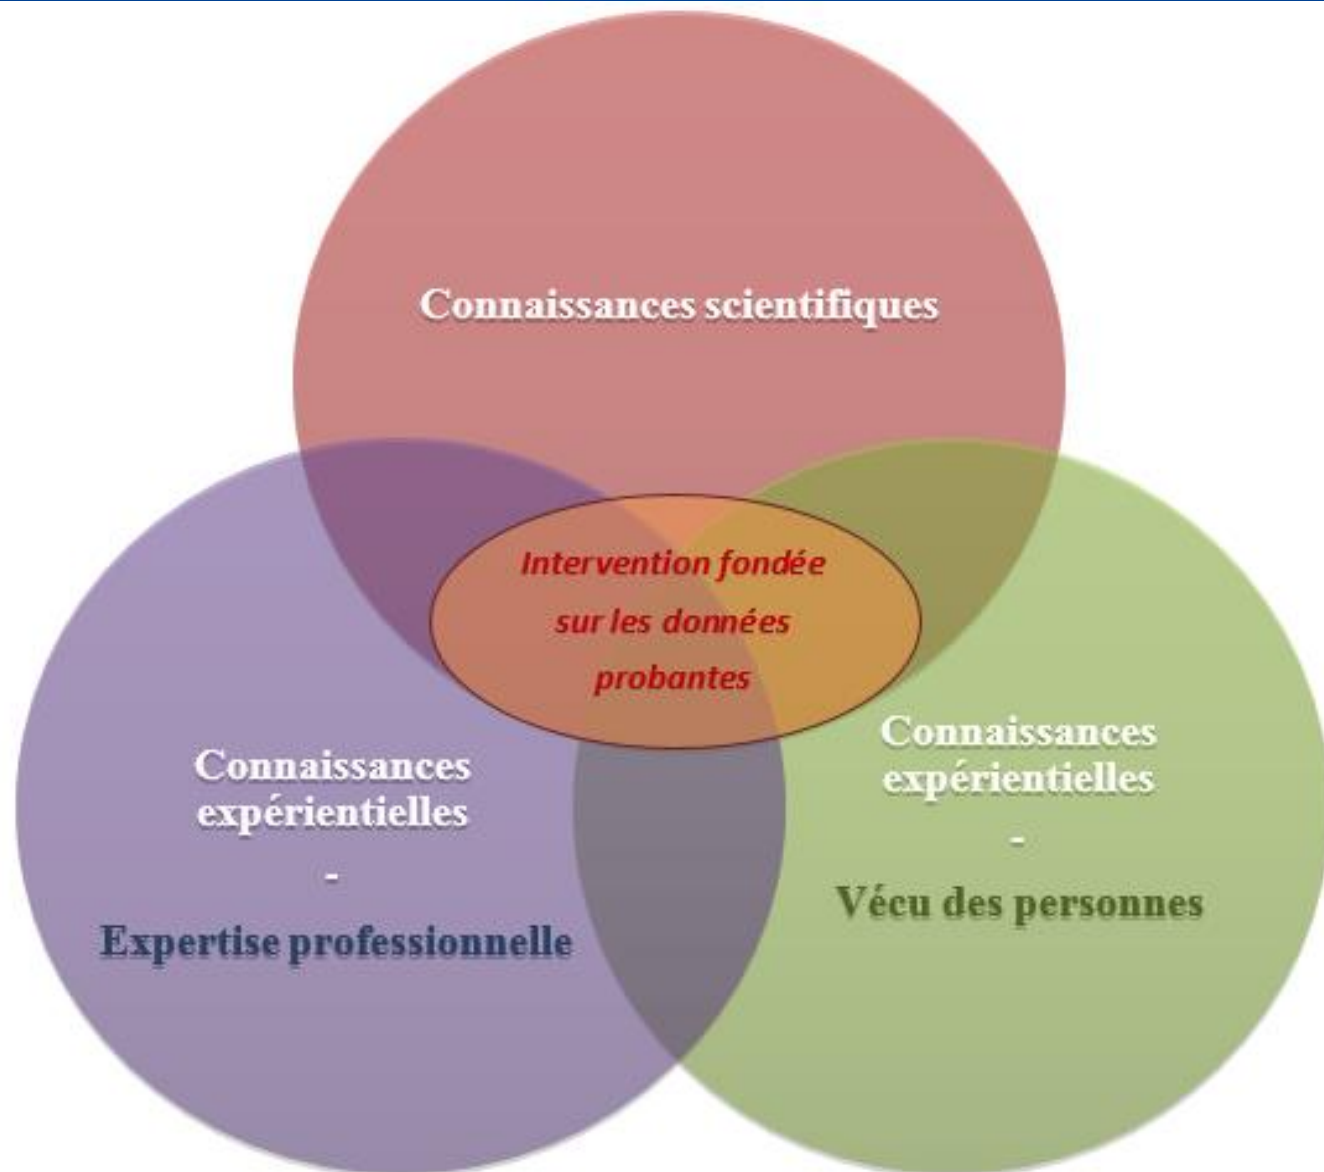 Connaissances scientifiques
Intervention fondée
sur les données
probantes
Connaissances
expérientielles
-
Expertise professionnelle
Connaissances
expérientielles
-
Vécu des personnes